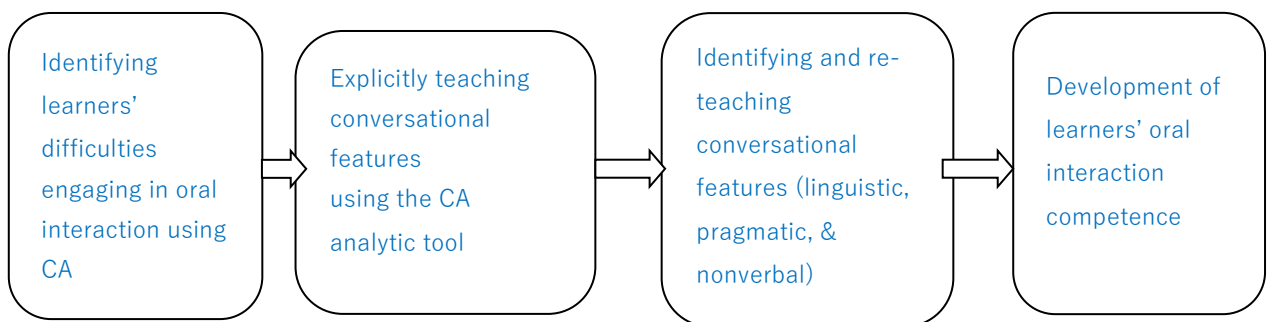 Identifying
learners’
difficulties
engaging in oral
interaction using
CA
Explicitly teaching
conversational
features
using the CA
analytic tool
Identifying and re-
teaching
conversational
features (linguistic,
pragmatic, &
nonverbal)
Development of
learners’ oral
interaction
competence